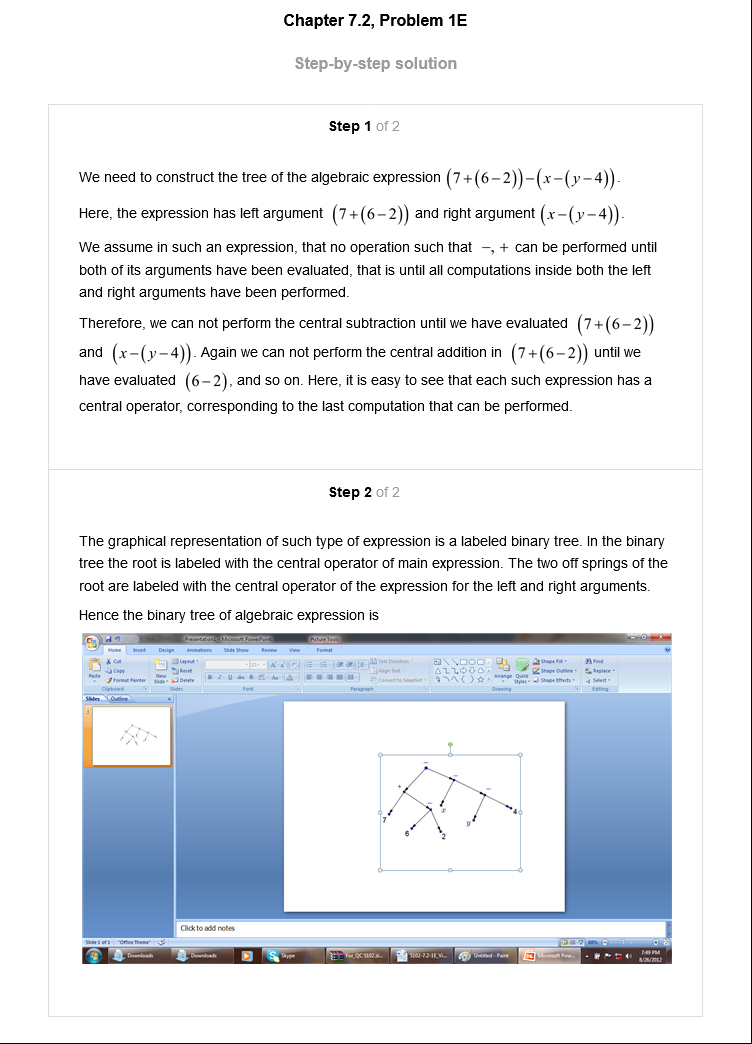 Chapter 7.2, Problem 1E
Step-by-step solution
Step 1 of 2
We need to construct the tree of the algebraic expression (7+(6−2))−(x−(y−4)).
Here, the expression has left argument (7+(6−2)) and right argument (x−(y−4)).
We assume in such an expression, that no operation such that −, + can be performed until
both of its arguments have been evaluated, that is until all computations inside both the left
and right arguments have been performed.
Therefore, we can not perform the central subtraction until we have evaluated (7+(6−2))
and (x−(y−4)). Again we can not perform the central addition in (7+(6−2)) until we
have evaluated (6−2), and so on. Here, it is easy to see that each such expression has a
central operator, corresponding to the last computation that can be performed.
Step 2 of 2
The graphical representation of such type of expression is a labeled binary tree. In the binary
tree the root is labeled with the central operator of main expression. The two off springs of the
root are labeled with the central operator of the expression for the left and right arguments.
Hence the binary tree of algebraic expression is
Presentation1 - Microsoft PowerPoint Picture Tools
Home Insert Design Animations Slide Show Review View Format
Cut Layout Text Direction Shape Fill Find
Paste Copy New Slide Reset Align Text Arrange Quick Styles Shape Outline Replace
Format Painter Delete Convert to SmartArt Shape Effects Select
Clipboard Slides Font Paragraph Drawing Editing
Slides Outline
−
+ − −
−
7 x 4
6 2 y
Click to add notes
Slide 1 of 1 "Office Theme" 68%
Downloads Downloads Skype For_QC 5102.zi... 5102-7.2-1E_Vi... Untitled - Paint Microsoft Pow... 7:49 PM
8/26/2012